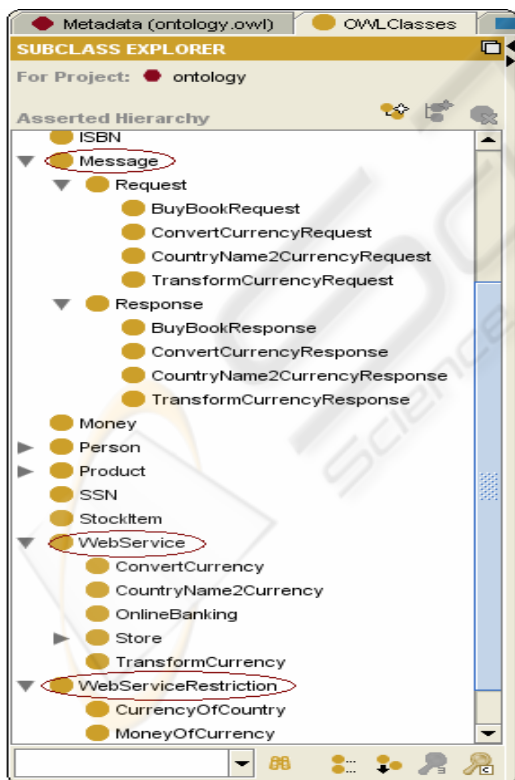 Metadata (ontology.owl) OWLClasses
SUBCLASS EXPLORER
For Project: ontology
Asserted Hierarchy
ISBN
Message
Request
BuyBookRequest
ConvertCurrencyRequest
CountryName2CurrencyRequest
TransformCurrencyRequest
Response
BuyBookResponse
ConvertCurrencyResponse
CountryName2CurrencyResponse
TransformCurrencyResponse
Money
Person
Product
SSN
StockItem
WebService
ConvertCurrency
CountryName2Currency
OnlineBanking
Store
TransformCurrency
WebServiceRestriction
CurrencyOfCountry
MoneyOfCurrency